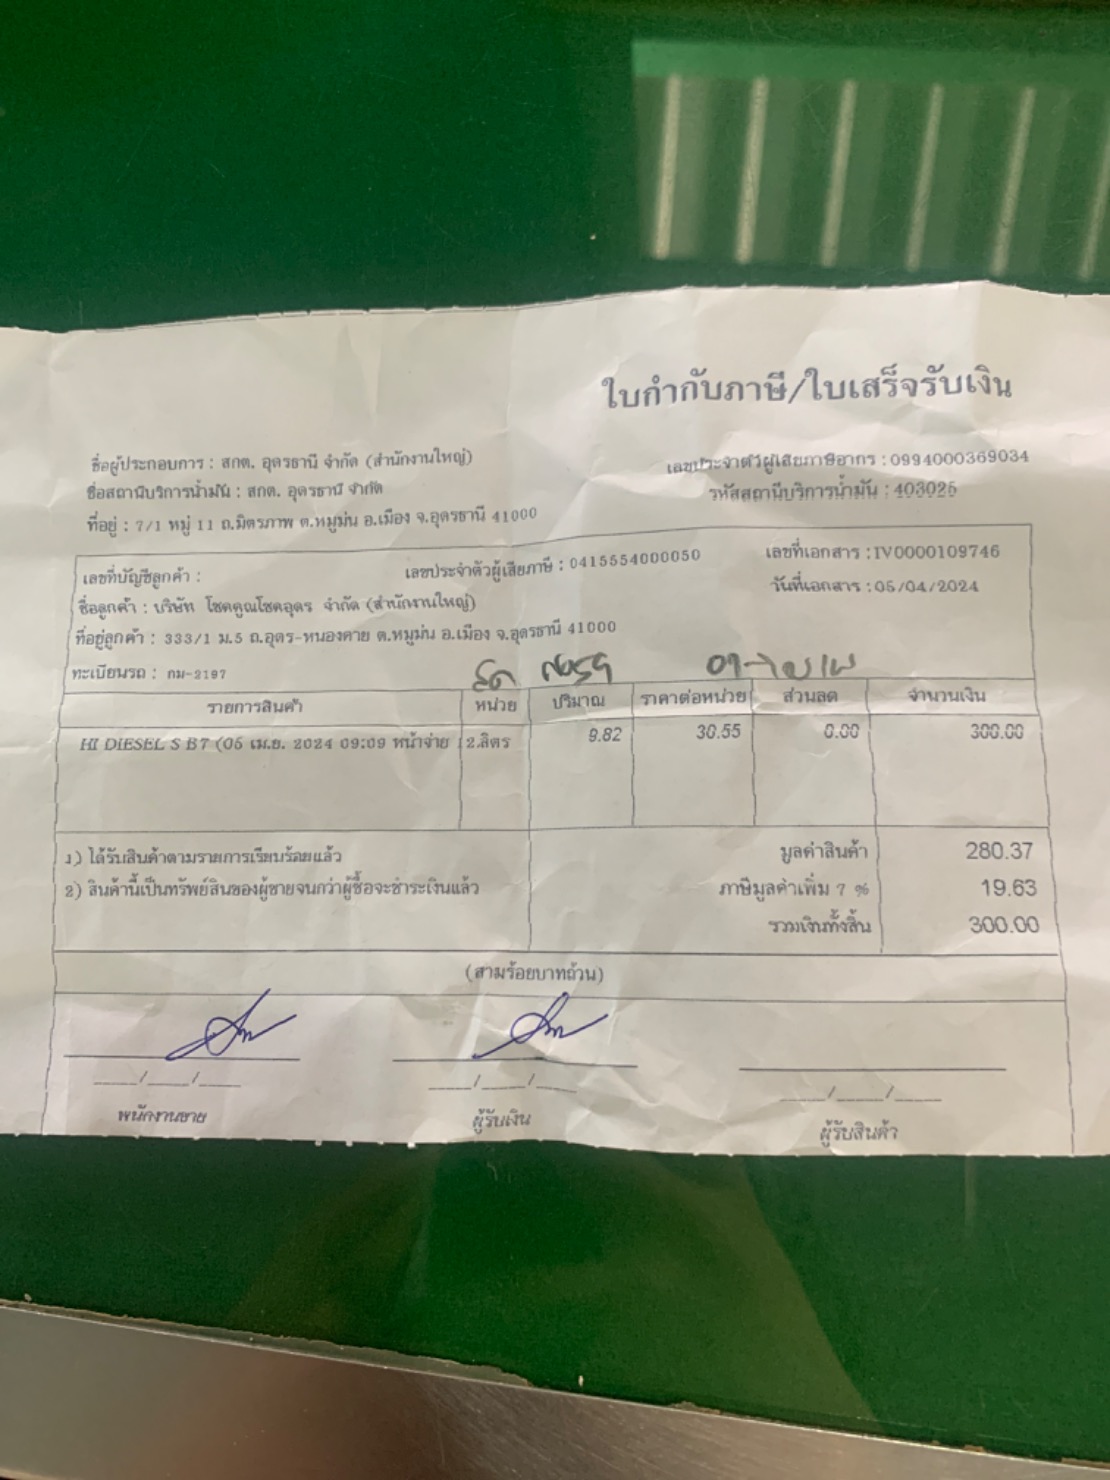 ใบกำกับภาษี/ใบเสร็จรับเงิน
ชื่อผู้ประกอบการ : สกต. อุดรธานี จำกัด (สำนักงานใหญ่)
เลขประจำตัวผู้เสียภาษีอากร : 0994000369034
ชื่อสถานีบริการน้ำมัน : สกต. อุดรธานี จำกัด
รหัสสถานีบริการน้ำมัน : 403025
ที่อยู่ : 7/1 หมู่ 11 ถ.มิตรภาพ ต.หมูม่น อ.เมือง จ.อุดรธานี 41000
เลขที่บัญชีลูกค้า : เลขประจำตัวผู้เสียภาษี : 0415554000050 เลขที่เอกสาร : IV0000109746
ชื่อลูกค้า : บริษัท โชคคูณโชคอุดร จำกัด (สำนักงานใหญ่) วันที่เอกสาร : 05/04/2024
ที่อยู่ลูกค้า : 333/1 ม.5 ถ.อุดร-หนองคาย ต.หมูม่น อ.เมือง จ.อุดรธานี 41000
ทะเบียนรถ : กม-2197
รายการสินค้า หน่วย ปริมาณ ราคาต่อหน่วย ส่วนลด จำนวนเงิน
HI DIESEL S B7 (05 เม.ย. 2024 09:09 หน้าจ่าย 2.ลิตร 9.82 30.55 0.00 300.00
1) ได้รับสินค้าตามรายการเรียบร้อยแล้ว มูลค่าสินค้า 280.37
2) สินค้านี้เป็นทรัพย์สินของผู้ขายจนกว่าผู้ซื้อจะชำระเงินแล้ว ภาษีมูลค่าเพิ่ม 7 % 19.63
รวมเงินทั้งสิ้น 300.00
(สามร้อยบาทถ้วน)
____/____/____ ____/____/____ ____/____/____
พนักงานขาย ผู้รับเงิน ผู้รับสินค้า